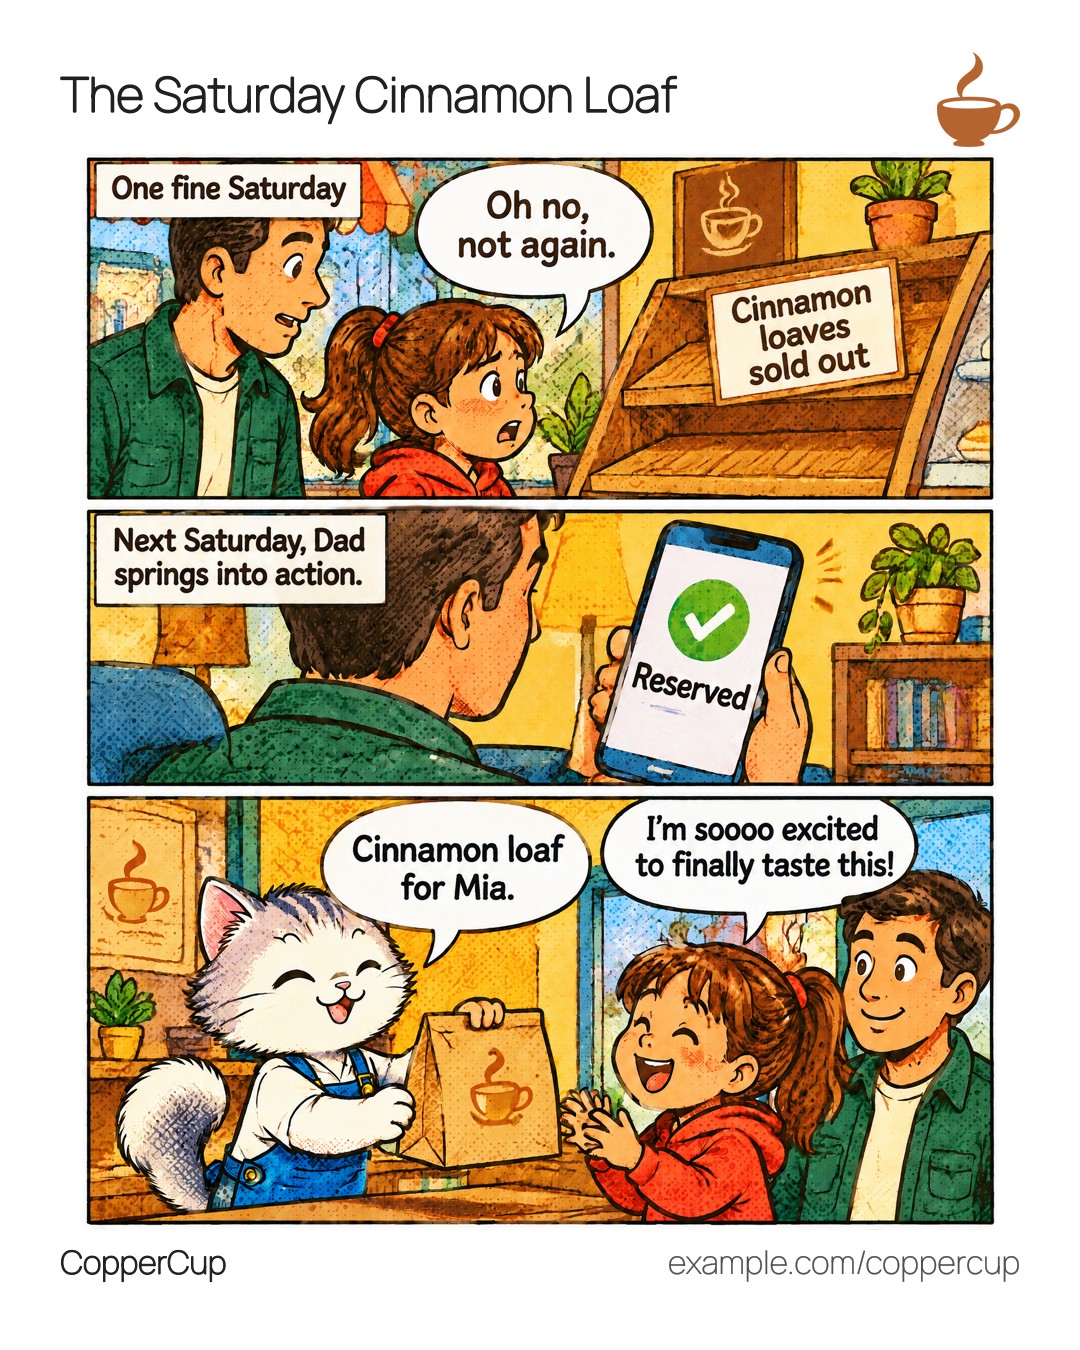 The Saturday Cinnamon Loaf
One fine Saturday
Oh no,
not again.
Cinnamon
loaves
sold out
Next Saturday, Dad
springs into action.
Reserved
Cinnamon loaf
for Mia.
I'm soooo excited
to finally taste this!
CopperCup
example.com/coppercup